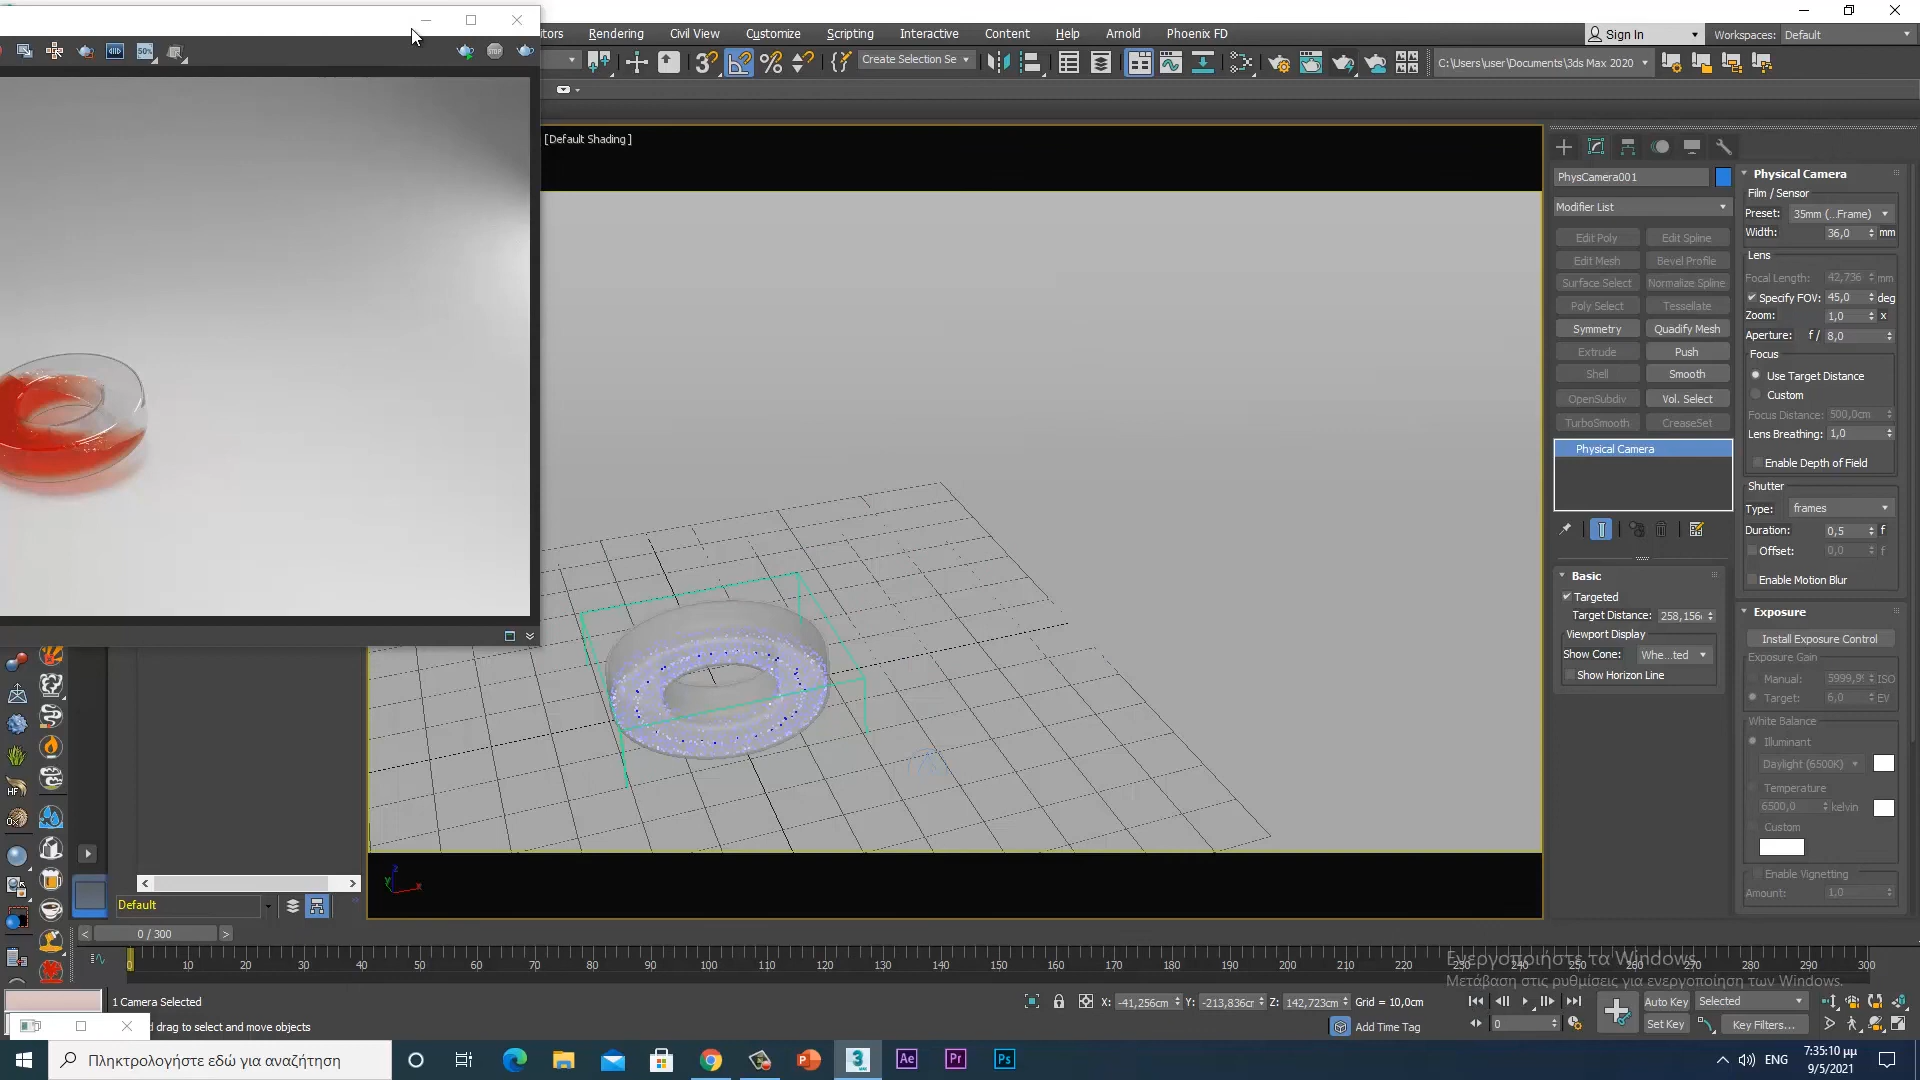 itors Rendering Civil View Customize Scripting Interactive Content Help Arnold Phoenix FD
Sign In Workspaces: Default
50%
Create Selection Se
C:\Users\user\Documents\3ds Max 2020
[Default Shading ]
PhysCamera001
Modifier List
Edit Poly Edit Spline
Edit Mesh Bevel Profile
Surface Select Normalize Spline
Poly Select Tessellate
Symmetry Quadify Mesh
Extrude Push
Shell Smooth
OpenSubdiv Vol. Select
TurboSmooth CreaseSet
Physical Camera
Basic
Targeted
Target Distance: 258,156
Viewport Display
Show Cone: Whe...ted
Show Horizon Line
Physical Camera
Film / Sensor
Preset: 35mm (...Frame)
Width: 36,0 mm
Lens
Focal Length: 42,736 mm
Specify FOV: 45,0 deg
Zoom: 1,0 x
Aperture: f / 8,0
Focus
Use Target Distance
Custom
Focus Distance: 500,0cm
Lens Breathing: 1,0
Enable Depth of Field
Shutter
Type: frames
Duration: 0,5 f
Offset: 0,0 f
Enable Motion Blur
Exposure
Install Exposure Control
Exposure Gain
Manual: 5999,9 ISO
Target: 6,0 EV
White Balance
Illuminant
Daylight (6500K)
Temperature
6500,0 kelvin
Custom
Enable Vignetting
Amount: 1,0
Default
0 / 300
0 10 20 30 40 50 60 70 80 90 100 110 120 130 140 150 160 170 180 190 200 210 220 230 240 250 260 270 280 290 300
Ενεργοποιήστε τα Windows
Μετάβαση στις ρυθμίσεις για ενεργοποίηση των Windows.
1 Camera Selected
X: -41,256cm Y: -213,836cm Z: 142,723cm Grid = 10,0cm
Auto Key Selected
drag to select and move objects
Add Time Tag
0
Set Key Key Filters...
Πληκτρολογήστε εδώ για αναζήτηση
Ae Pr Ps
ENG
7:35:10 μμ
9/5/2021